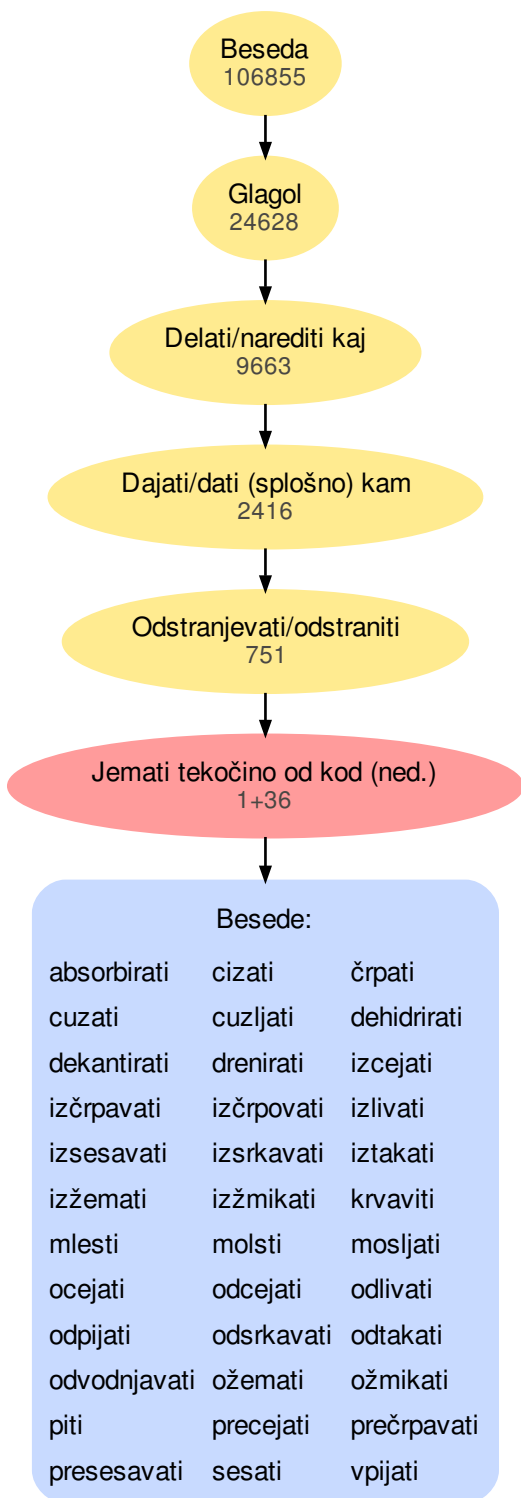 Beseda
106855
Glagol
24628
Delati/narediti kaj
9663
Dajati/dati (splošno) kam
2416
Odstranjevati/odstraniti
751
Jemati tekočino od kod (ned.)
1+36
Besede:
absorbirati cizati črpati
cuzati cuzljati dehidrirati
dekantirati drenirati izcejati
izčrpavati izčrpovati izlivati
izsesavati izsrkavati iztakati
izžemati izžmikati krvaviti
mlesti molsti mosljati
ocejati odcejati odlivati
odpijati odsrkavati odtakati
odvodnjavati ožemati ožmikati
piti precejati prečrpavati
presesavati sesati vpijati